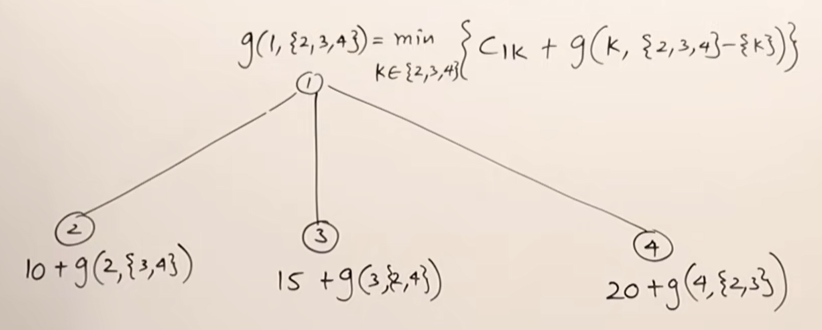 g(1, {2,3,4}) = min { C1K + g(K, {2,3,4}-{K}) }
K∈{2,3,4}
1
2 3 4
10 + g(2,{3,4}) 15 + g(3,{2,4}) 20 + g(4,{2,3})